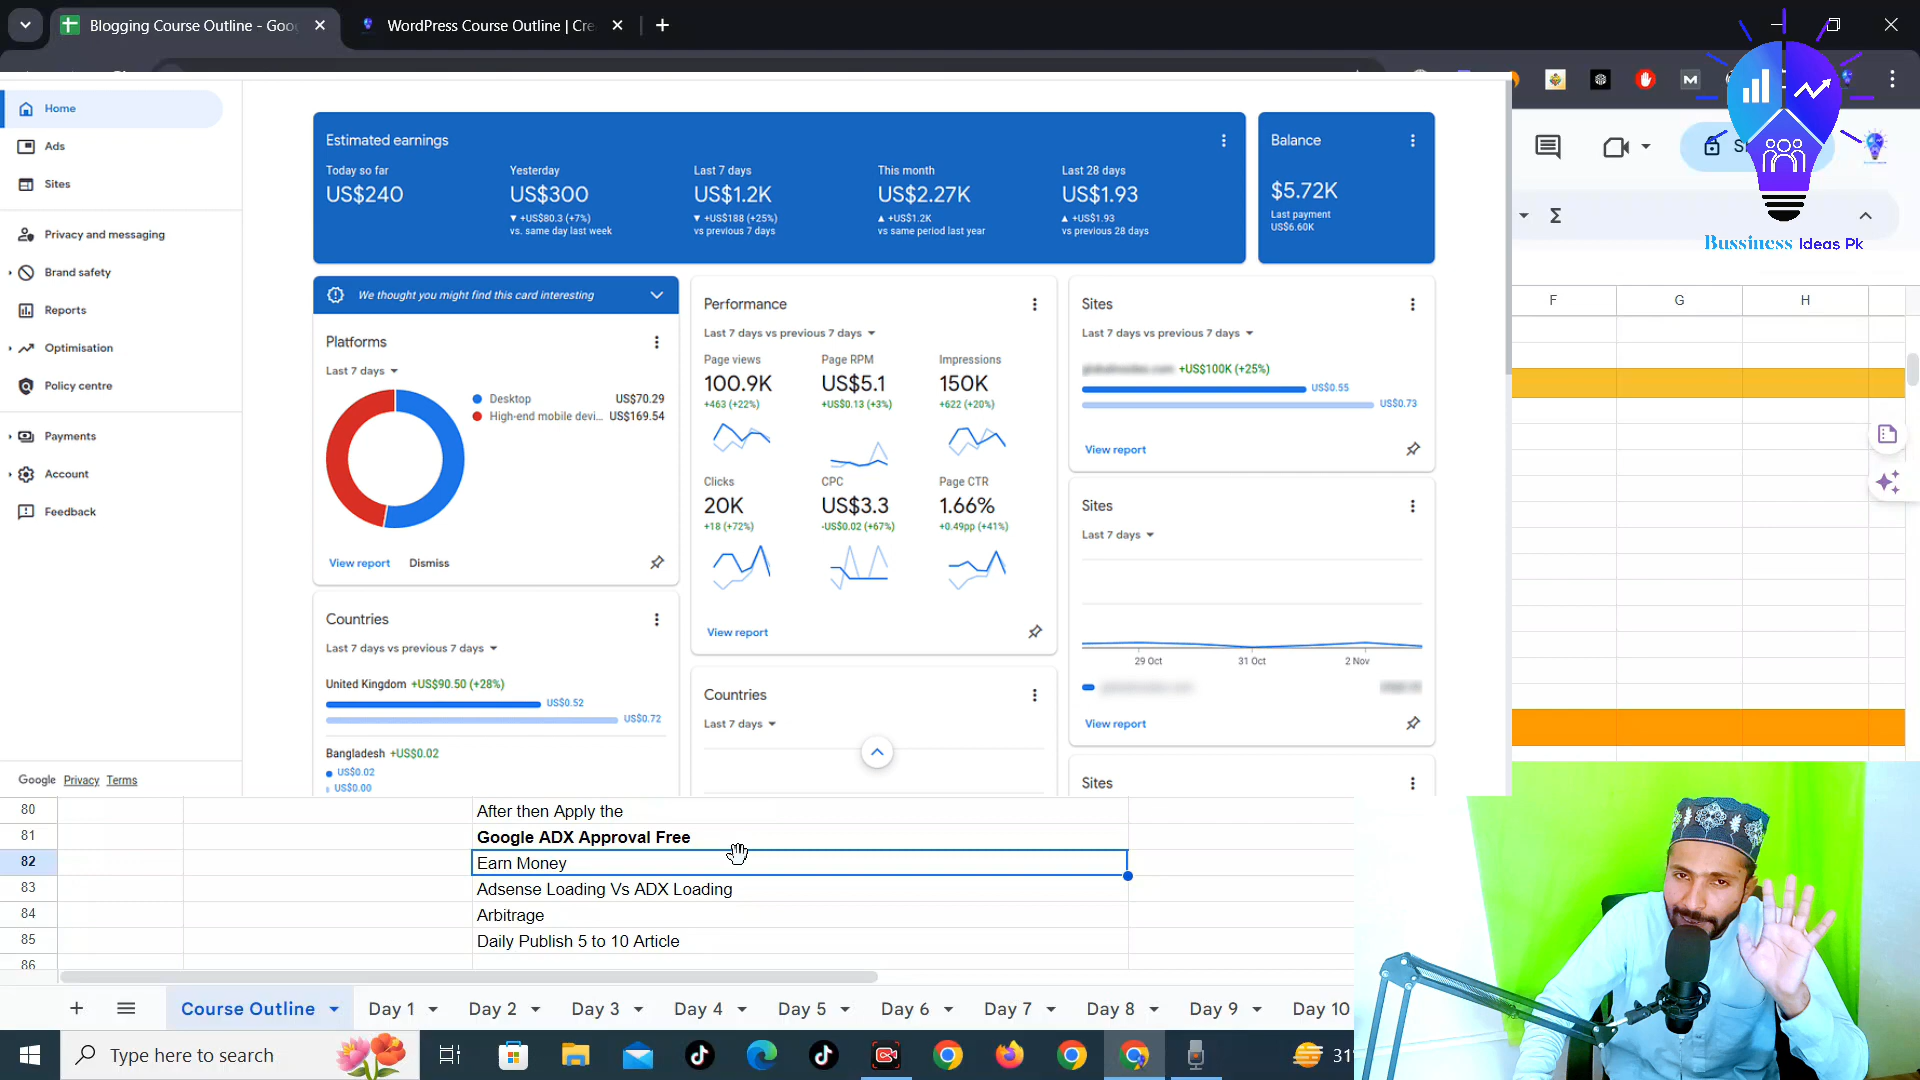 Blogging Course Outline - Goo
WordPress Course Outline | Cre
Home
Ads
Sites
Privacy and messaging
Brand safety
Reports
Optimisation
Policy centre
Payments
Account
Feedback
Google Privacy Terms
Estimated earnings
Today so far
US$240
Yesterday
US$300
▼ +US$80.3 (+7%)
vs. same day last week
Last 7 days
US$1.2K
▼ +US$188 (+25%)
vs previous 7 days
This month
US$2.27K
▲ +US$1.2K
vs same period last year
Last 28 days
US$1.93
▲ +US$1.93
vs previous 28 days
Balance
$5.72K
Last payment
US$6.60K
We thought you might find this card interesting
Platforms
Last 7 days
Desktop US$70.29
High-end mobile devi... US$169.54
View report Dismiss
Countries
Last 7 days vs previous 7 days
United Kingdom +US$90.50 (+28%)
US$0.52
US$0.72
Bangladesh +US$0.02
US$0.02
US$0.00
Performance
Last 7 days vs previous 7 days
Page views
100.9K
+463 (+22%)
Page RPM
US$5.1
+US$0.13 (+3%)
Impressions
150K
+622 (+20%)
Clicks
20K
+18 (+72%)
CPC
US$3.3
-US$0.02 (+67%)
Page CTR
1.66%
+0.49pp (+41%)
View report
Countries
Last 7 days
Sites
Last 7 days vs previous 7 days
+US$100K (+25%)
US$0.55
US$0.73
View report
Sites
Last 7 days
29 Oct 31 Oct 2 Nov
View report
Sites
Bussiness Ideas Pk
F G H
80 After then Apply the
81 Google ADX Approval Free
82 Earn Money
83 Adsense Loading Vs ADX Loading
84 Arbitrage
85 Daily Publish 5 to 10 Article
86
Course Outline Day 1 Day 2 Day 3 Day 4 Day 5 Day 6 Day 7 Day 8 Day 9 Day 10
Type here to search
31°